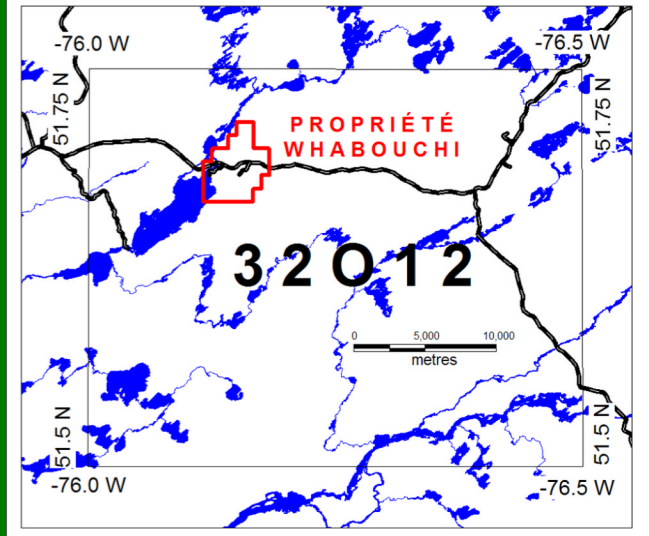 -76.0 W
-76.5 W
51.75 N
51.75 N
PROPRIÉTÉ
WHABOUCHI
32O12
0 5,000 10,000
metres
51.5 N
51.5 N
-76.0 W
-76.5 W